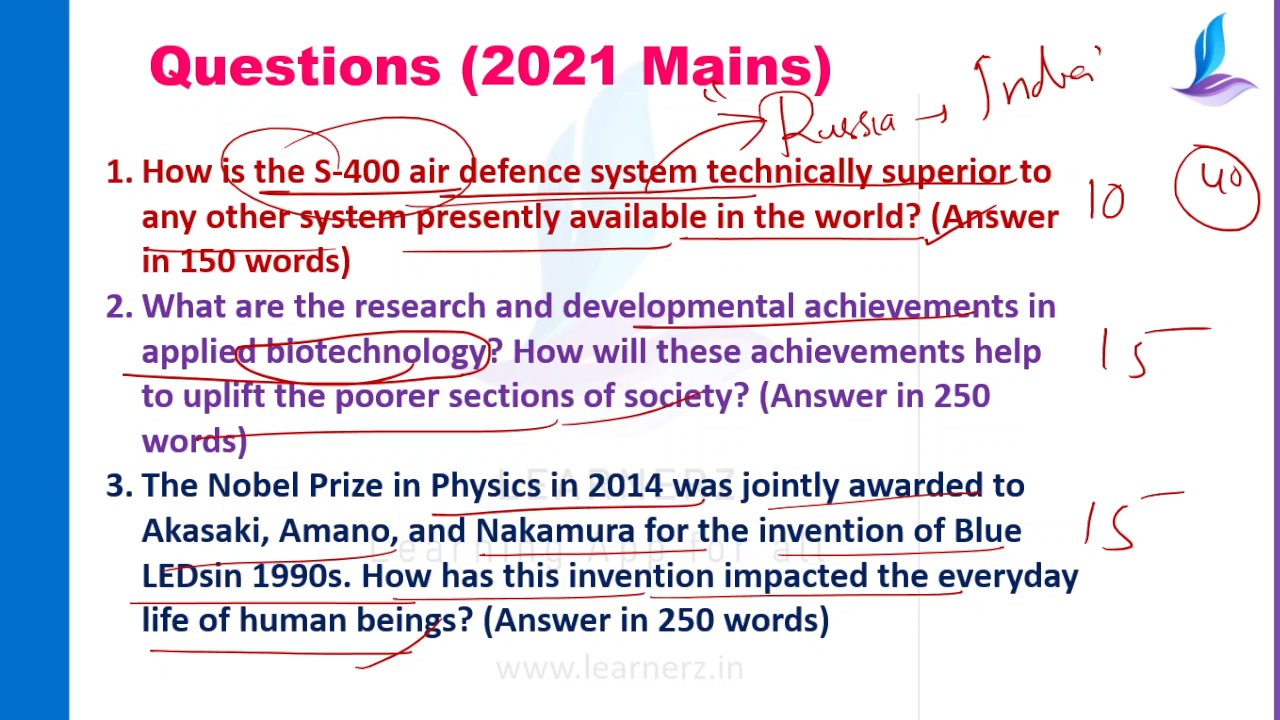 Questions (2021 Mains)
Russia → India
1. How is the S-400 air defence system technically superior to
any other system presently available in the world? (Answer
in 150 words)
10
40
2. What are the research and developmental achievements in
applied biotechnology? How will these achievements help
to uplift the poorer sections of society? (Answer in 250
words)
15
3. The Nobel Prize in Physics in 2014 was jointly awarded to
Akasaki, Amano, and Nakamura for the invention of Blue
LEDsin 1990s. How has this invention impacted the everyday
life of human beings? (Answer in 250 words)
15
LEARNERZ
Learning App for all
www.learnerz.in